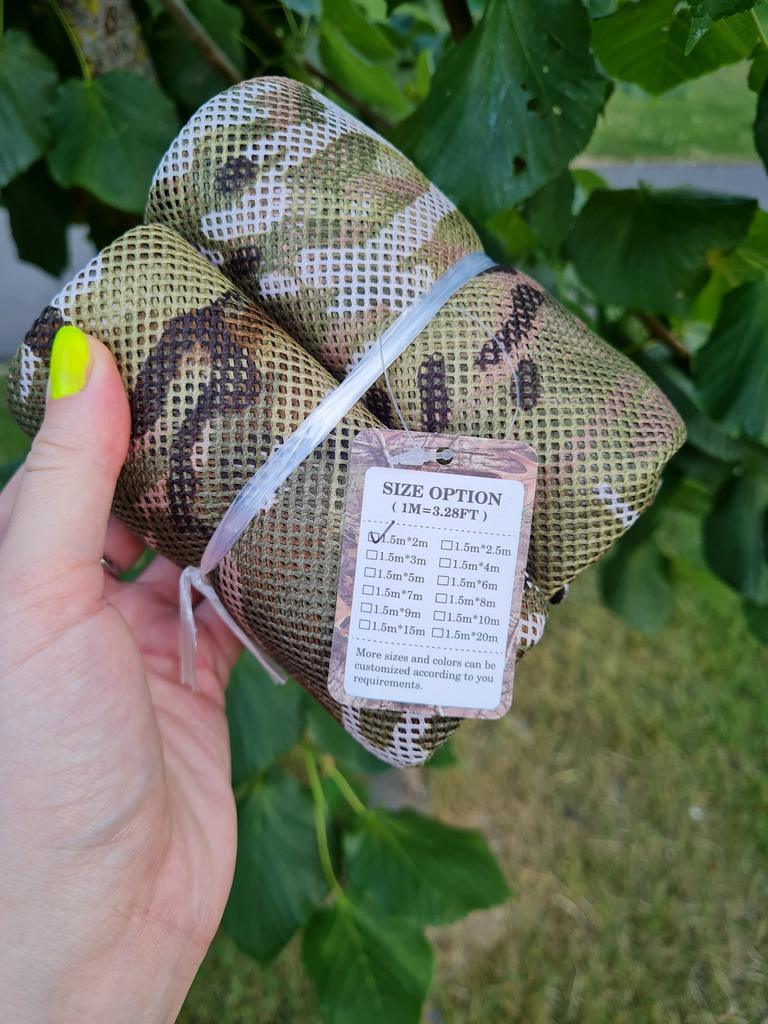 SIZE OPTION
( 1M=3.28FT )
☑1.5m*2m ☐1.5m*2.5m
☐1.5m*3m ☐1.5m*4m
☐1.5m*5m ☐1.5m*6m
☐1.5m*7m ☐1.5m*8m
☐1.5m*9m ☐1.5m*10m
☐1.5m*15m ☐1.5m*20m
More sizes and colors can be
customized according to you
requirements.